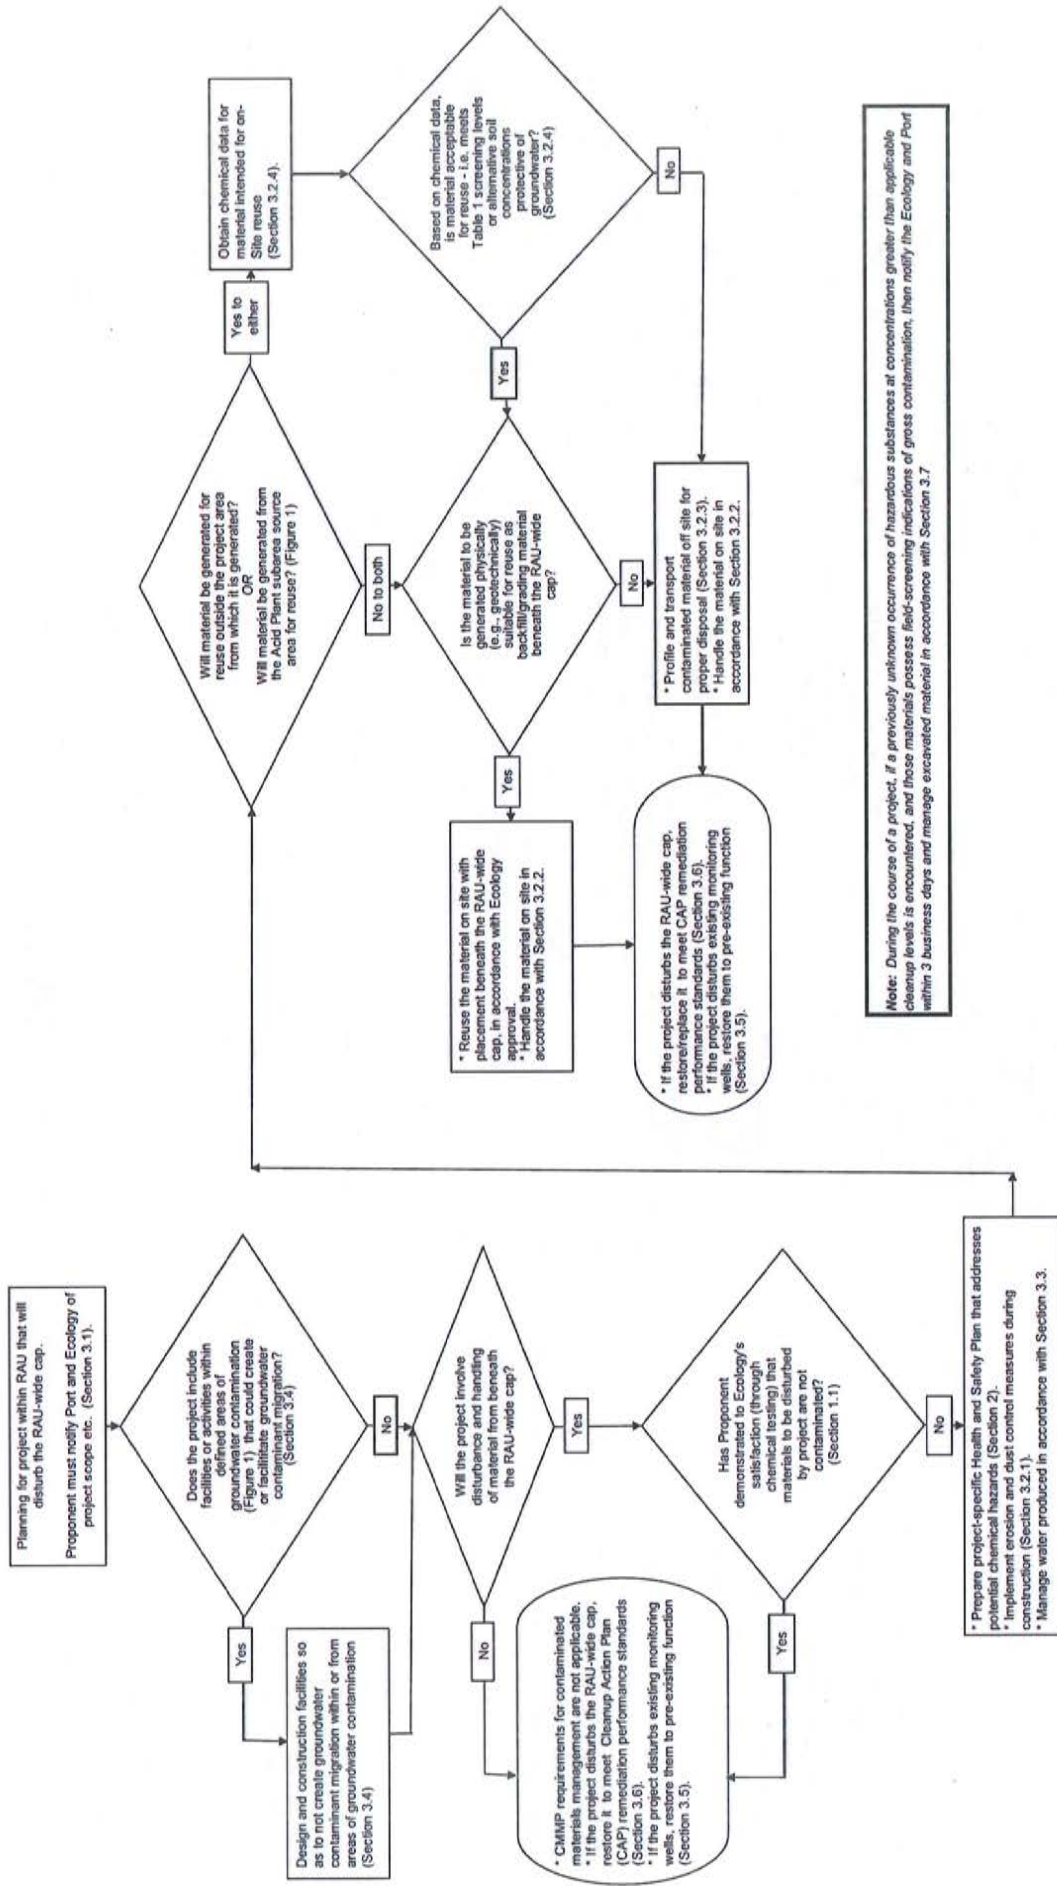 Planning for project within RAU that will
disturb the RAU-wide cap.
Proponent must notify Port and Ecology of
project scope etc. (Section 3.1).
Does the project include
facilities or activities within
defined areas of
groundwater contamination
(Figure 1) that could create
or facilitate groundwater
contaminant migration?
(Section 3.4)
Yes
No
Design and construction facilities so
as to not create groundwater
contaminant migration within or from
areas of groundwater contamination
(Section 3.4)
Will the project involve
disturbance and handling
of material from beneath
the RAU-wide cap?
No
Yes
* CMMP requirements for contaminated
materials management are not applicable.
* If the project disturbs the RAU-wide cap,
restore it to meet Cleanup Action Plan
(CAP) remediation performance standards
(Section 3.6).
* If the project disturbs existing monitoring
wells, restore them to pre-existing function
(Section 3.5).
Has Proponent
demonstrated to Ecology's
satisfaction (through
chemical testing) that
materials to be disturbed
by project are not
contaminated?
(Section 1.1)
Yes
No
* Prepare project-specific Health and Safety Plan that addresses
potential chemical hazards (Section 2).
* Implement erosion and dust control measures during
construction (Section 3.2.1).
* Manage water produced in accordance with Section 3.3.
Will material be generated for
reuse outside the project area
from which it is generated?
OR
Will material be generated from
the Acid Plant subarea source
area for reuse? (Figure 1)
Yes to
either
No to both
Obtain chemical data for
material intended for on-
Site reuse
(Section 3.2.4).
Based on chemical data,
is material acceptable
for reuse - i.e. meets
Table 1 screening levels
or alternative soil
concentrations
protective of
groundwater?
(Section 3.2.4)
Yes
No
Is the material to be
generated physically
(e.g., geotechnically)
suitable for reuse as
backfill/grading material
beneath the RAU-wide
cap?
Yes
No
* Reuse the material on site with
placement beneath the RAU-wide
cap, in accordance with Ecology
approval.
* Handle the material on site in
accordance with Section 3.2.2.
* Profile and transport
contaminated material off site for
proper disposal (Section 3.2.3).
* Handle the material on site in
accordance with Section 3.2.2.
* If the project disturbs the RAU-wide cap,
restore/replace it to meet CAP remediation
performance standards (Section 3.6).
* If the project disturbs existing monitoring
wells, restore them to pre-existing function
(Section 3.5).
Note: During the course of a project, if a previously unknown occurrence of hazardous substances at concentrations greater than applicable
cleanup levels is encountered, and those materials possess field-screening indications of gross contamination, then notify the Ecology and Port
within 3 business days and manage excavated material in accordance with Section 3.7